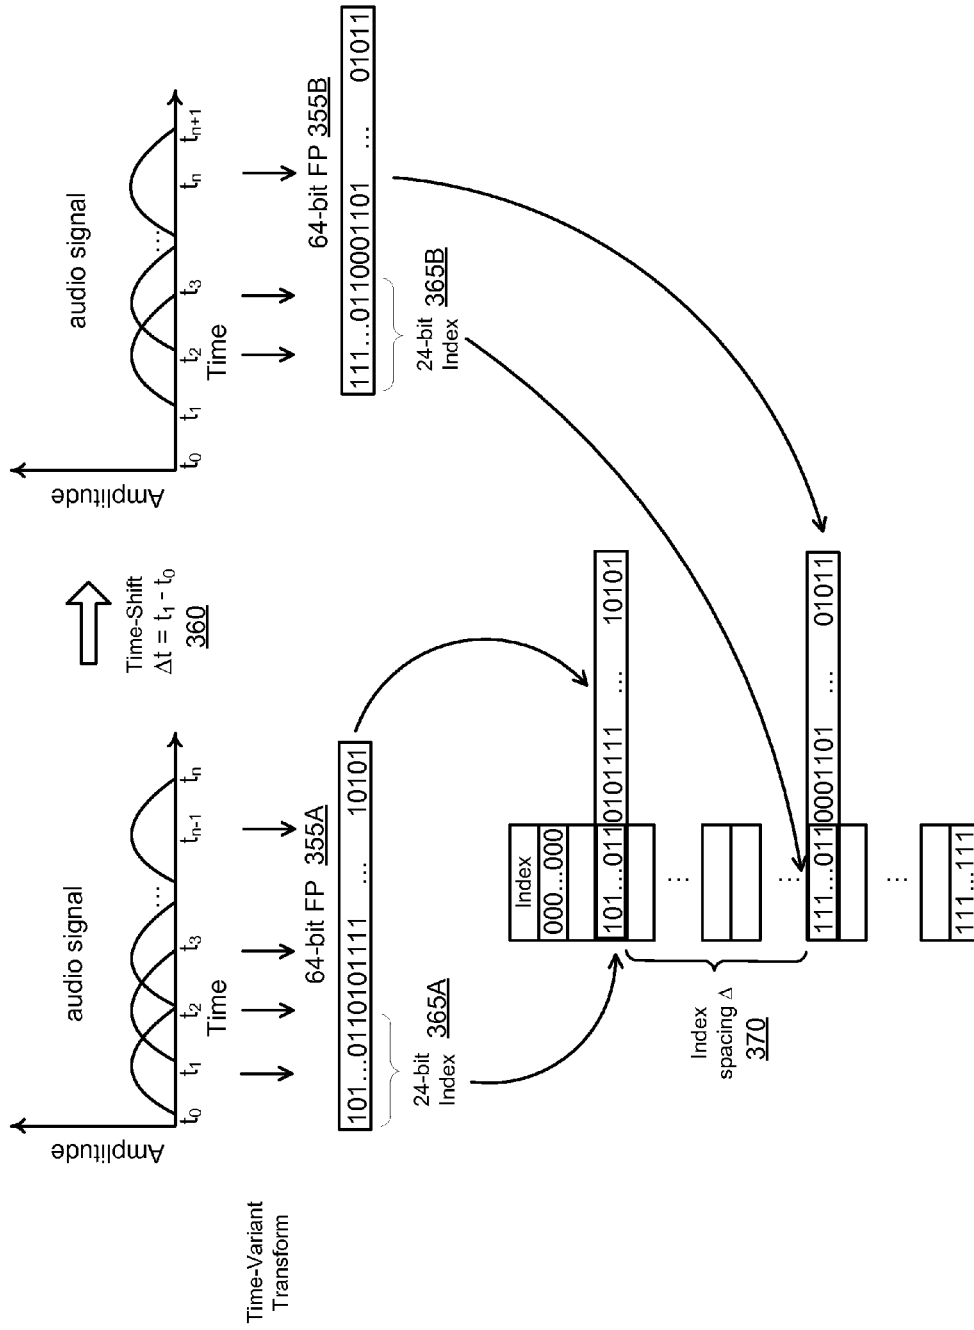 audio signal
Amplitude
t0 t1 t2 t3 ... tn-1 tn
Time
Time-Shift
Δt = t1 - t0
360
audio signal
Amplitude
t0 t1 t2 t3 ... tn tn+1
Time
Time-Variant
Transform
64-bit FP 355A
101...01101011111 ... 10101
24-bit
Index
365A
64-bit FP 355B
111...0110001101 ... 01011
24-bit
Index
365B
Index
000...000
101...011 0101111 .... 10101
...
...
111...011 0001101 ... 01011
...
111...111
Index
spacing Δ
370